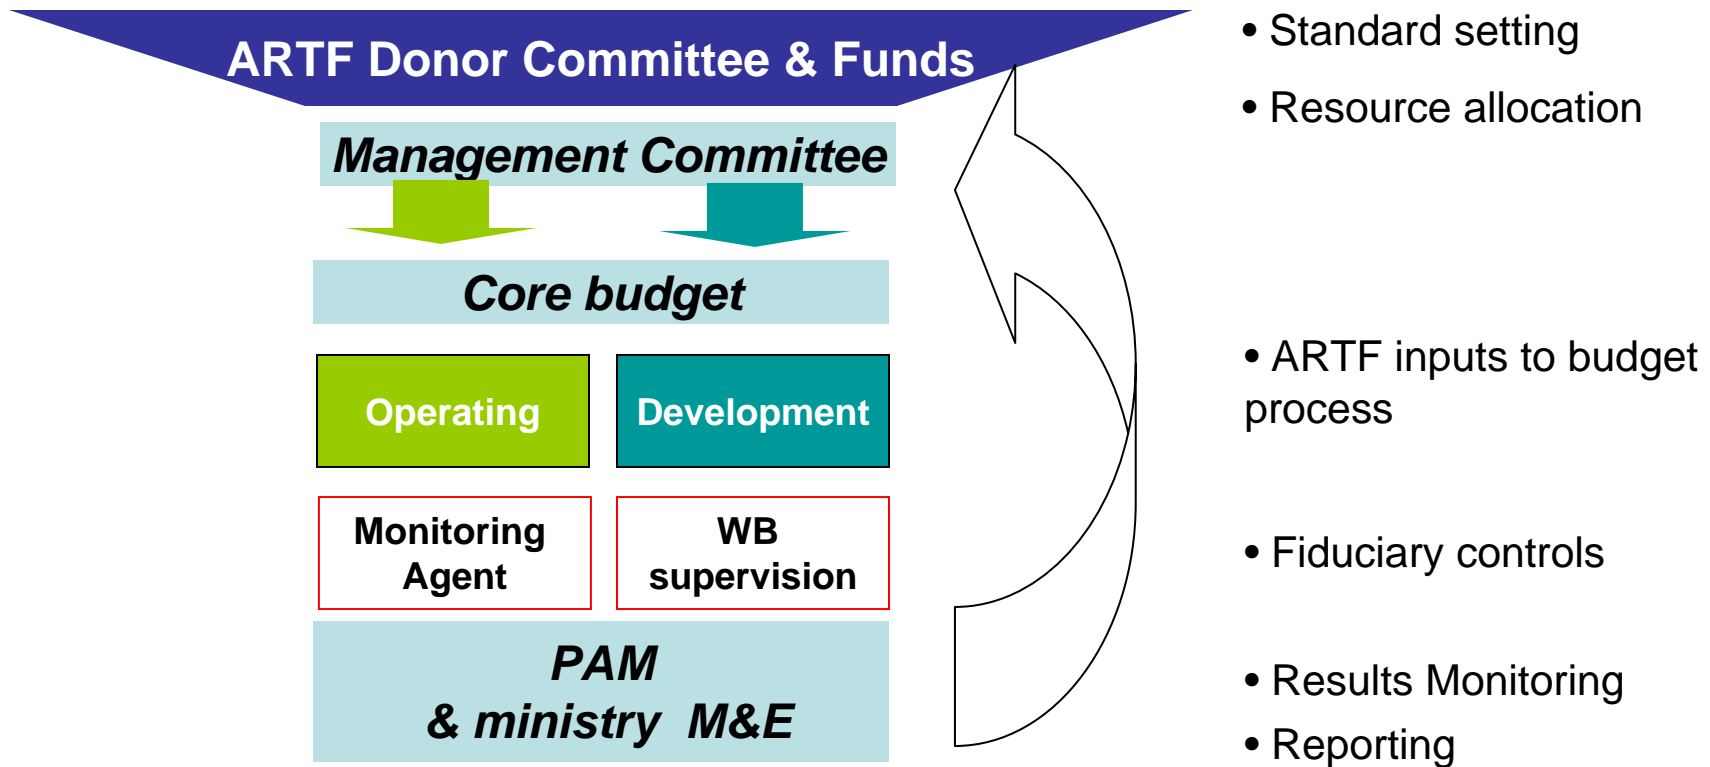 ARTF Donor Committee & Funds
Management Committee
Core budget
Operating
Development
Monitoring
Agent
WB
supervision
PAM
& ministry M&E
• Standard setting
• Resource allocation
• ARTF inputs to budget
process
• Fiduciary controls
• Results Monitoring
• Reporting